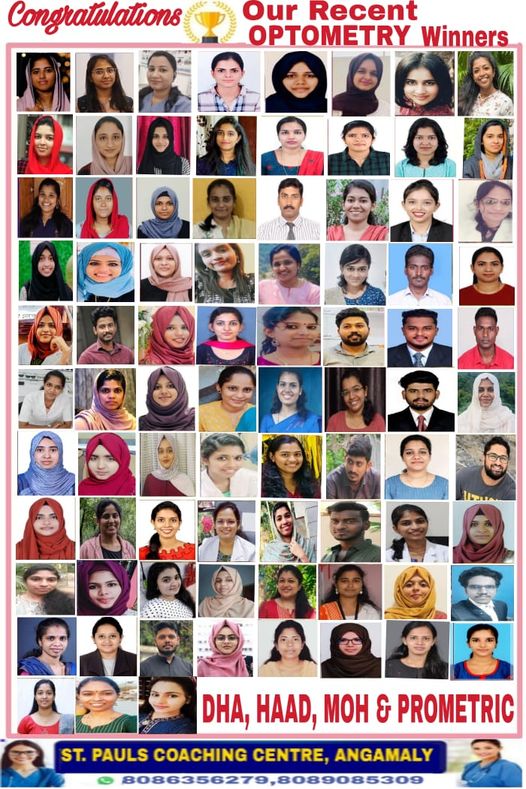 Congratulations
Our Recent
OPTOMETRY Winners
DHA, HAAD, MOH & PROMETRIC
ST. PAULS COACHING CENTRE, ANGAMALY
8086356279,8089085309